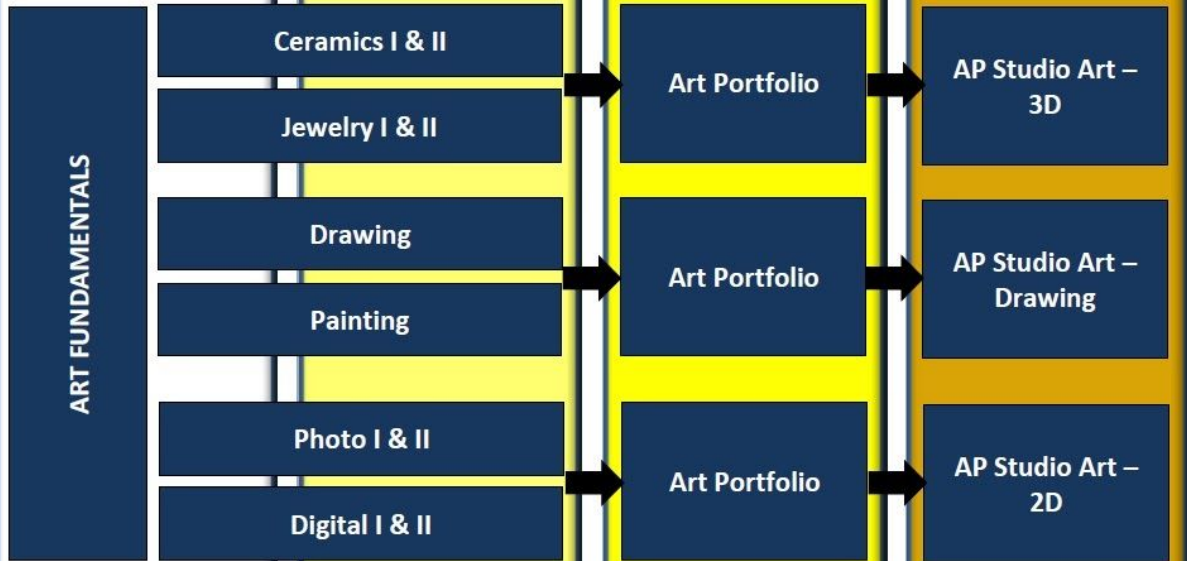 ART FUNDAMENTALS
Ceramics I & II
Jewelry I & II
Art Portfolio
AP Studio Art –
3D
Drawing
Painting
Art Portfolio
AP Studio Art –
Drawing
Photo I & II
Digital I & II
Art Portfolio
AP Studio Art –
2D